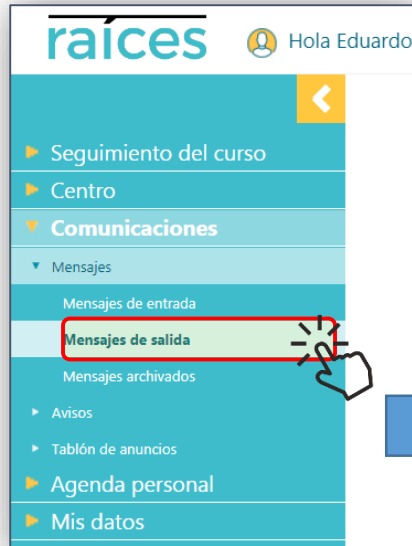 raíces
Hola Eduardo
Seguimiento del curso
Centro
Comunicaciones
Mensajes
Mensajes de entrada
Mensajes de salida
Mensajes archivados
Avisos
Tablón de anuncios
Agenda personal
Mis datos